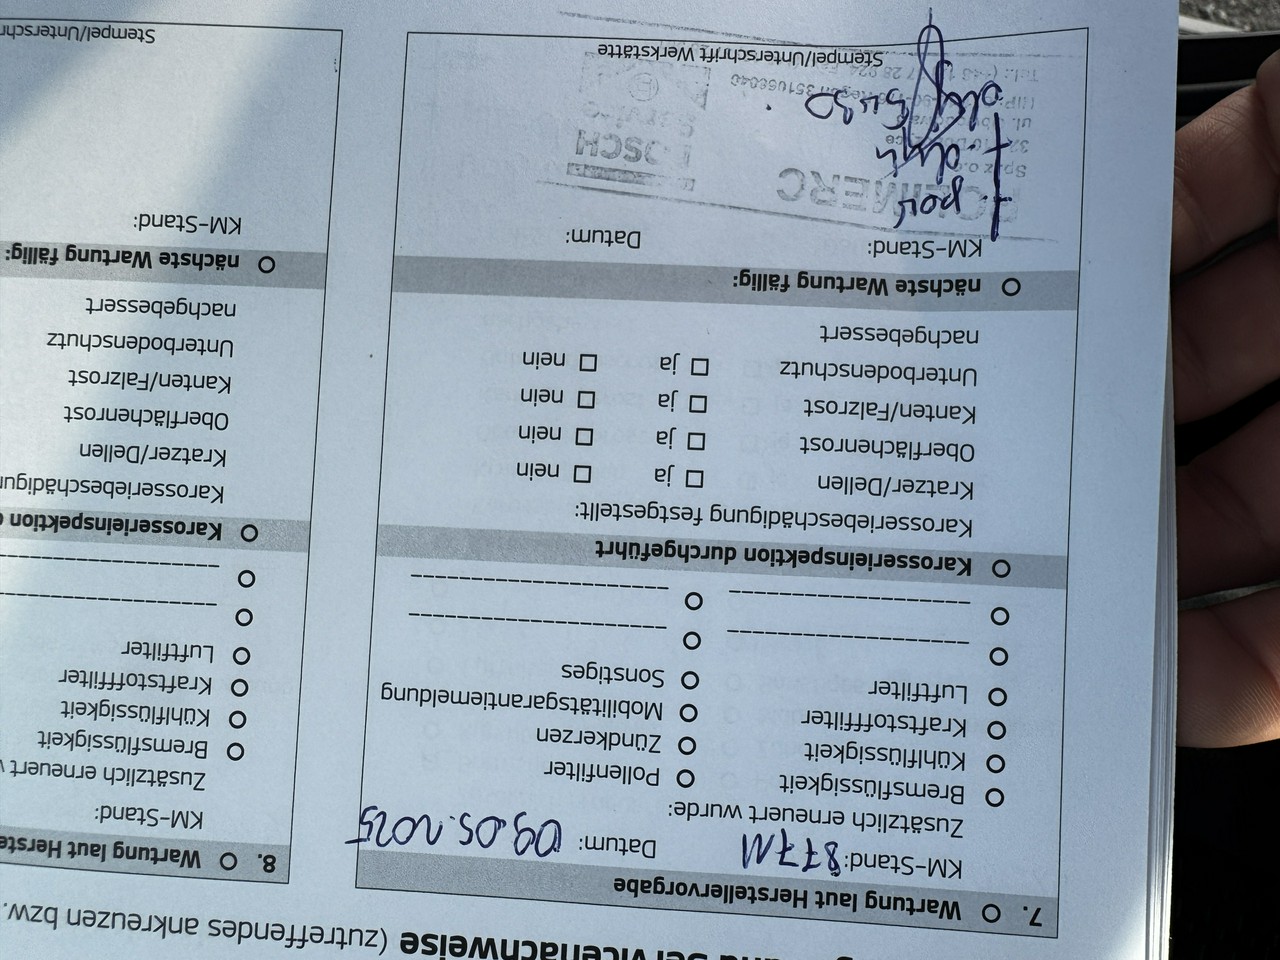 Servicenachweise (zutreffendes ankreuzen bzw.
7. Wartung laut Herstellervorgabe
KM-Stand: Datum: 09.05.2025
Zusätzlich erneuert wurde:
Bremsflüssigkeit Pollenfilter
Kühlflüssigkeit Zündkerzen
Kraftstofffilter Mobilitätsgarantiemeldung
Luftfilter Sonstiges
Karosserieinspektion durchgeführt
Karosseriebeschädigung festgestellt:
Kratzer/Dellen ja nein
Oberflächenrost ja nein
Kanten/Falzrost ja nein
Unterbodenschutz ja nein
nachgebessert
nächste Wartung fällig:
KM-Stand: Datum:
BOSCH
Service
Sp. z o.o.
Stempel/Unterschrift Werkstätte
8. Wartung laut Herste
KM-Stand:
Zusätzlich erneuert
Bremsflüssigkeit
Kühlflüssigkeit
Kraftstofffilter
Luftfilter
Karosserieinspektion
Karosseriebeschädigu
Kratzer/Dellen
Oberflächenrost
Kanten/Falzrost
Unterbodenschutz
nachgebessert
nächste Wartung fällig:
KM-Stand:
Stempel/Unterschr